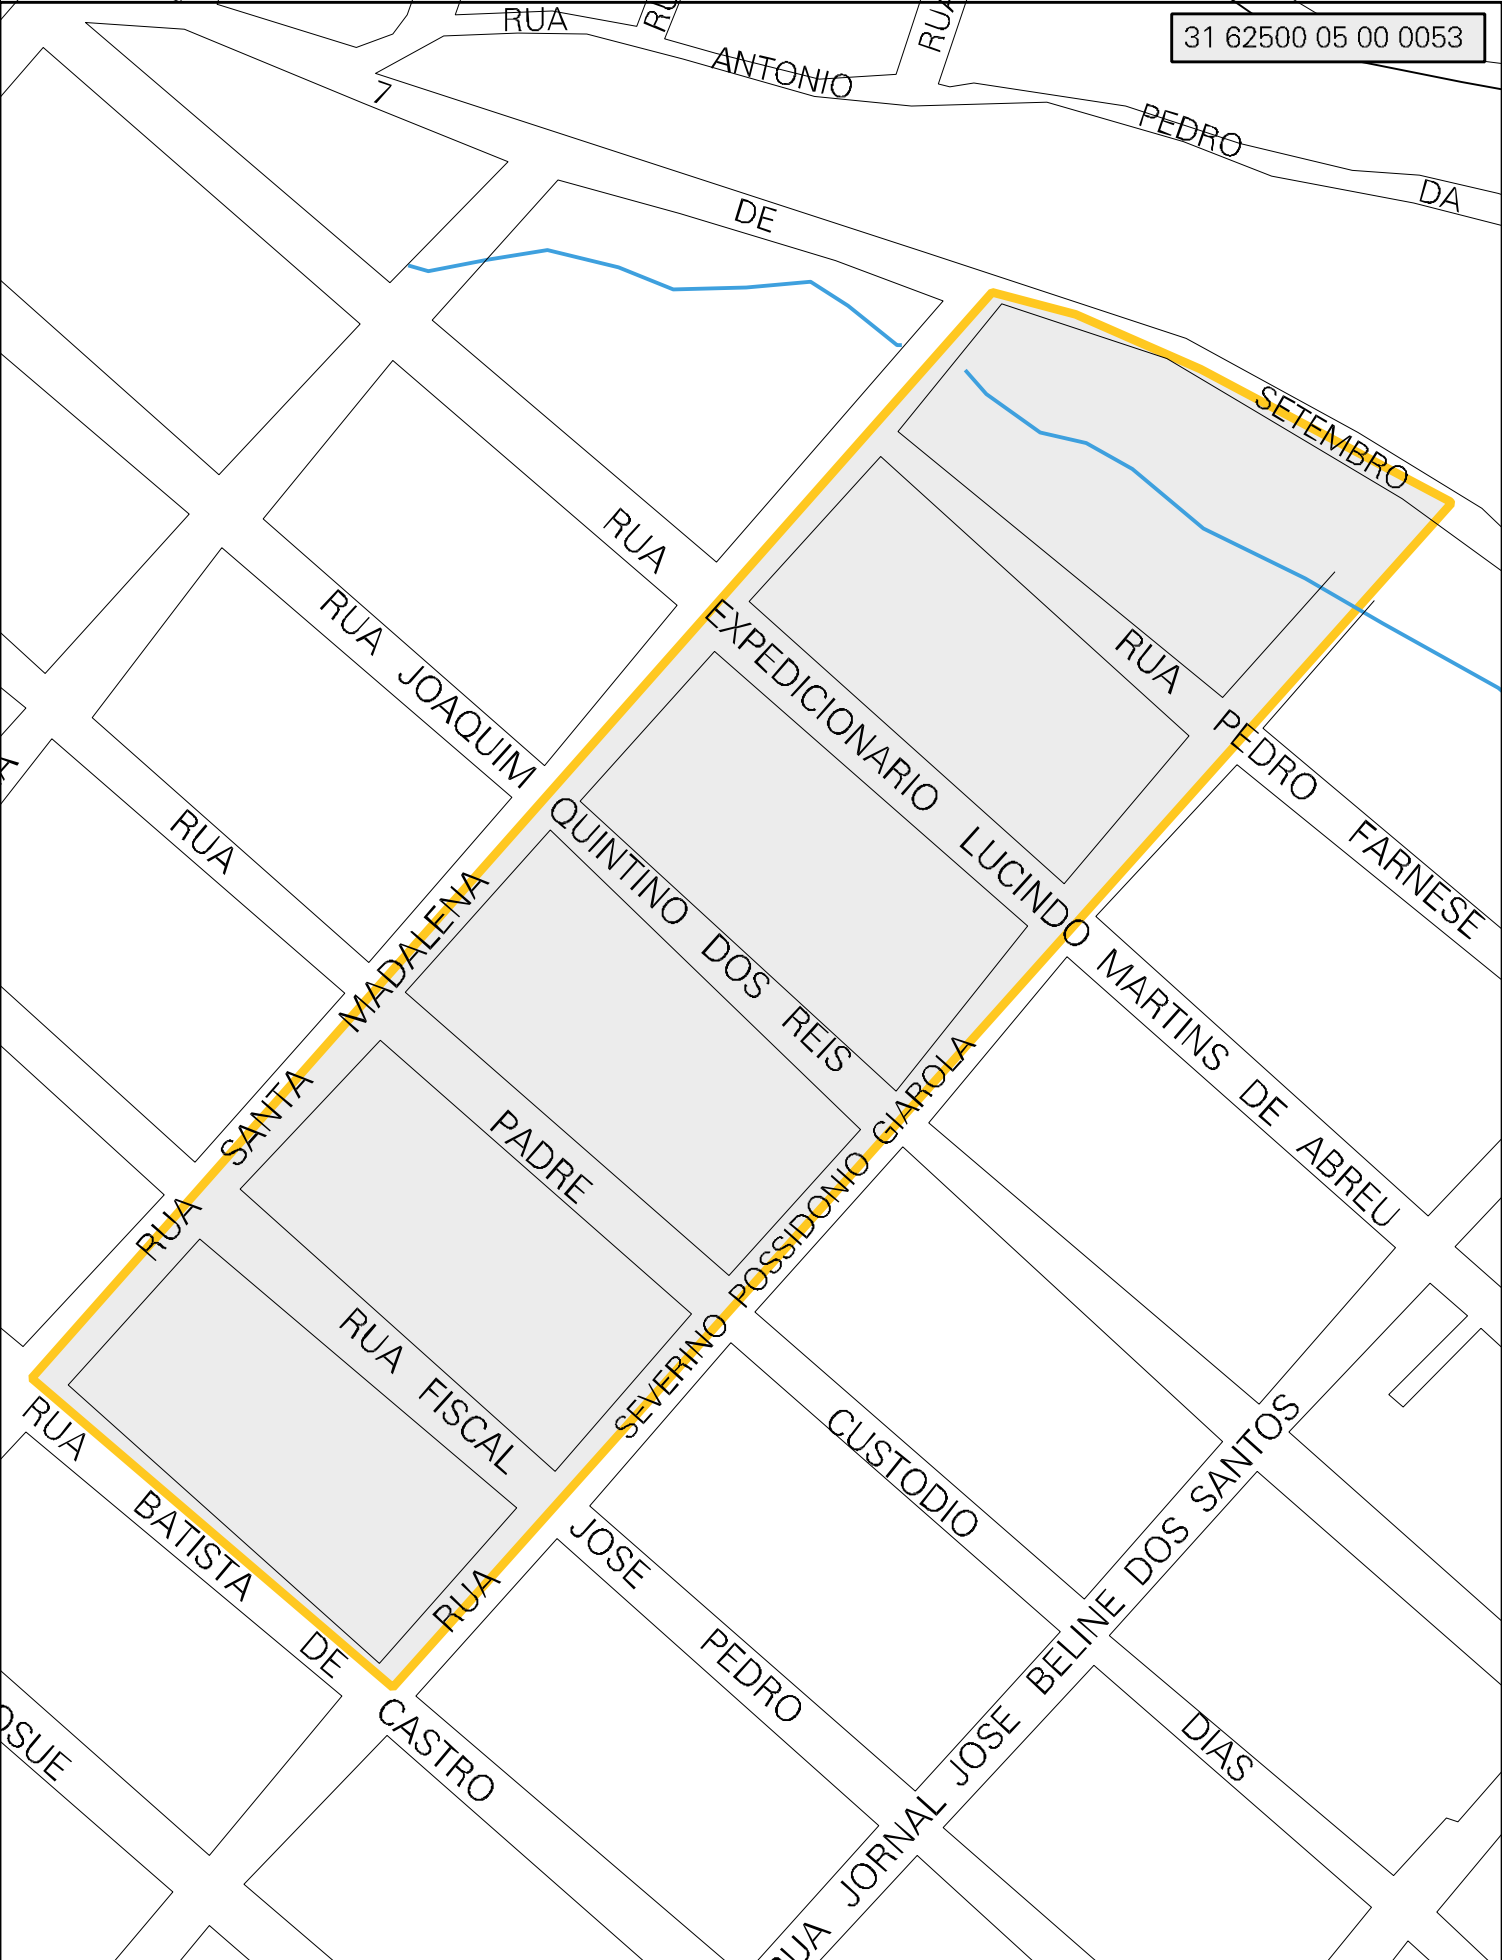 31 62500 05 00 0053
RUA
RUA
ANTONIO
PEDRO
DA
7
DE
SETEMBRO
RUA
EXPEDICIONARIO
LUCINDO
MARTINS
DE
ABREU
RUA
PEDRO
FARNESE
RUA
JOAQUIM
QUINTINO
DOS
REIS
RUA
PADRE
CUSTODIO
DIAS
RUA
SANTA
MADALENA
RUA
SEVERINO
POSSIDONIO
GIAROLA
RUA
FISCAL
JOSE
PEDRO
RUA
BATISTA
DE
CASTRO
JORNAL
JOSE
BELINE
DOS
SANTOS